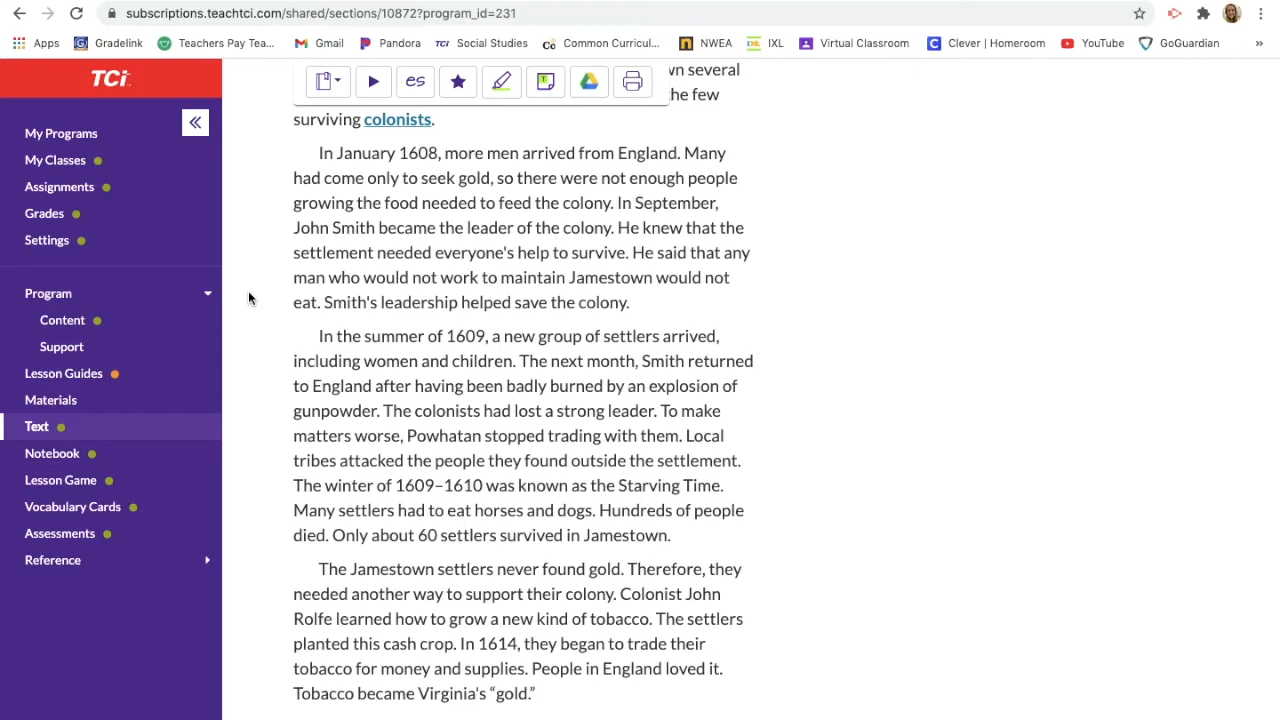 subscriptions.teachtci.com/shared/sections/10872?program_id=231
Apps Gradelink Teachers Pay Tea... Gmail Pandora TCi Social Studies Cc Common Curricul... NWEA IXL IXL Virtual Classroom Clever | Homeroom YouTube GoGuardian »
TCi
My Programs
My Classes
Assignments
Grades
Settings
Program
Content
Support
Lesson Guides
Materials
Text
Notebook
Lesson Game
Vocabulary Cards
Assessments
Reference
es
wn several
he few
surviving colonists.
In January 1608, more men arrived from England. Many
had come only to seek gold, so there were not enough people
growing the food needed to feed the colony. In September,
John Smith became the leader of the colony. He knew that the
settlement needed everyone's help to survive. He said that any
man who would not work to maintain Jamestown would not
eat. Smith's leadership helped save the colony.
In the summer of 1609, a new group of settlers arrived,
including women and children. The next month, Smith returned
to England after having been badly burned by an explosion of
gunpowder. The colonists had lost a strong leader. To make
matters worse, Powhatan stopped trading with them. Local
tribes attacked the people they found outside the settlement.
The winter of 1609–1610 was known as the Starving Time.
Many settlers had to eat horses and dogs. Hundreds of people
died. Only about 60 settlers survived in Jamestown.
The Jamestown settlers never found gold. Therefore, they
needed another way to support their colony. Colonist John
Rolfe learned how to grow a new kind of tobacco. The settlers
planted this cash crop. In 1614, they began to trade their
tobacco for money and supplies. People in England loved it.
Tobacco became Virginia's “gold.”